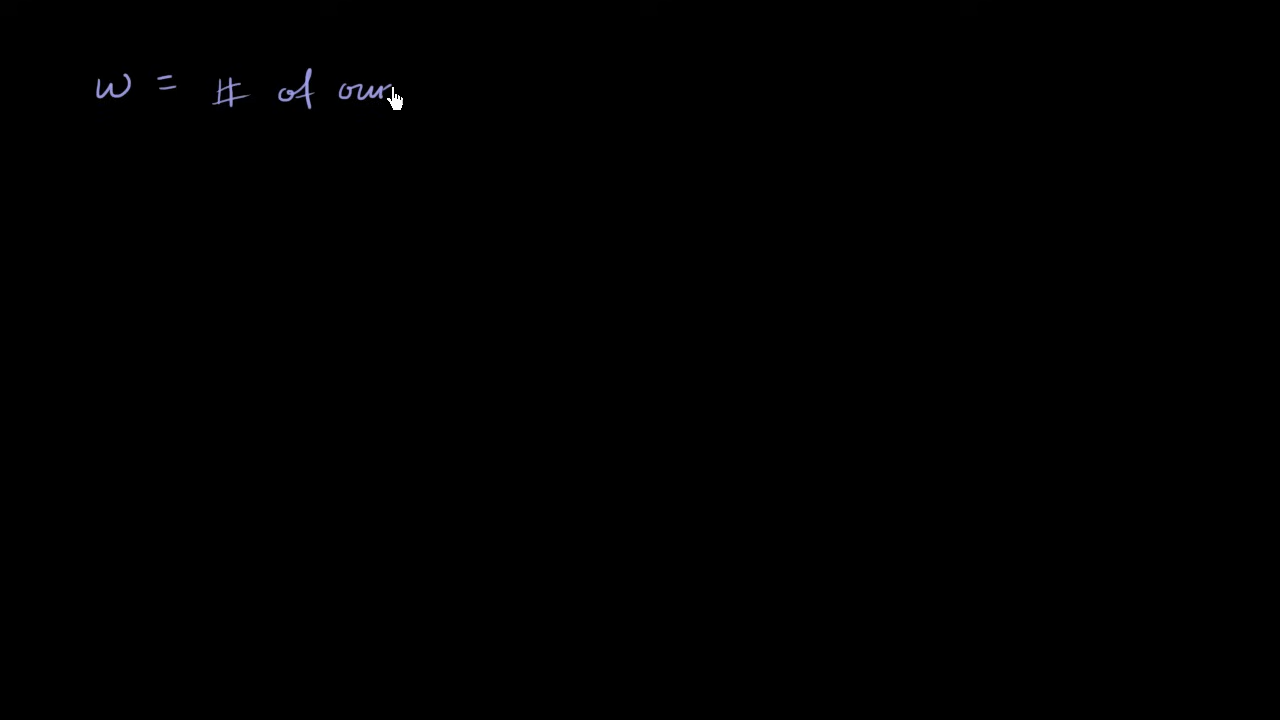 w = # of our